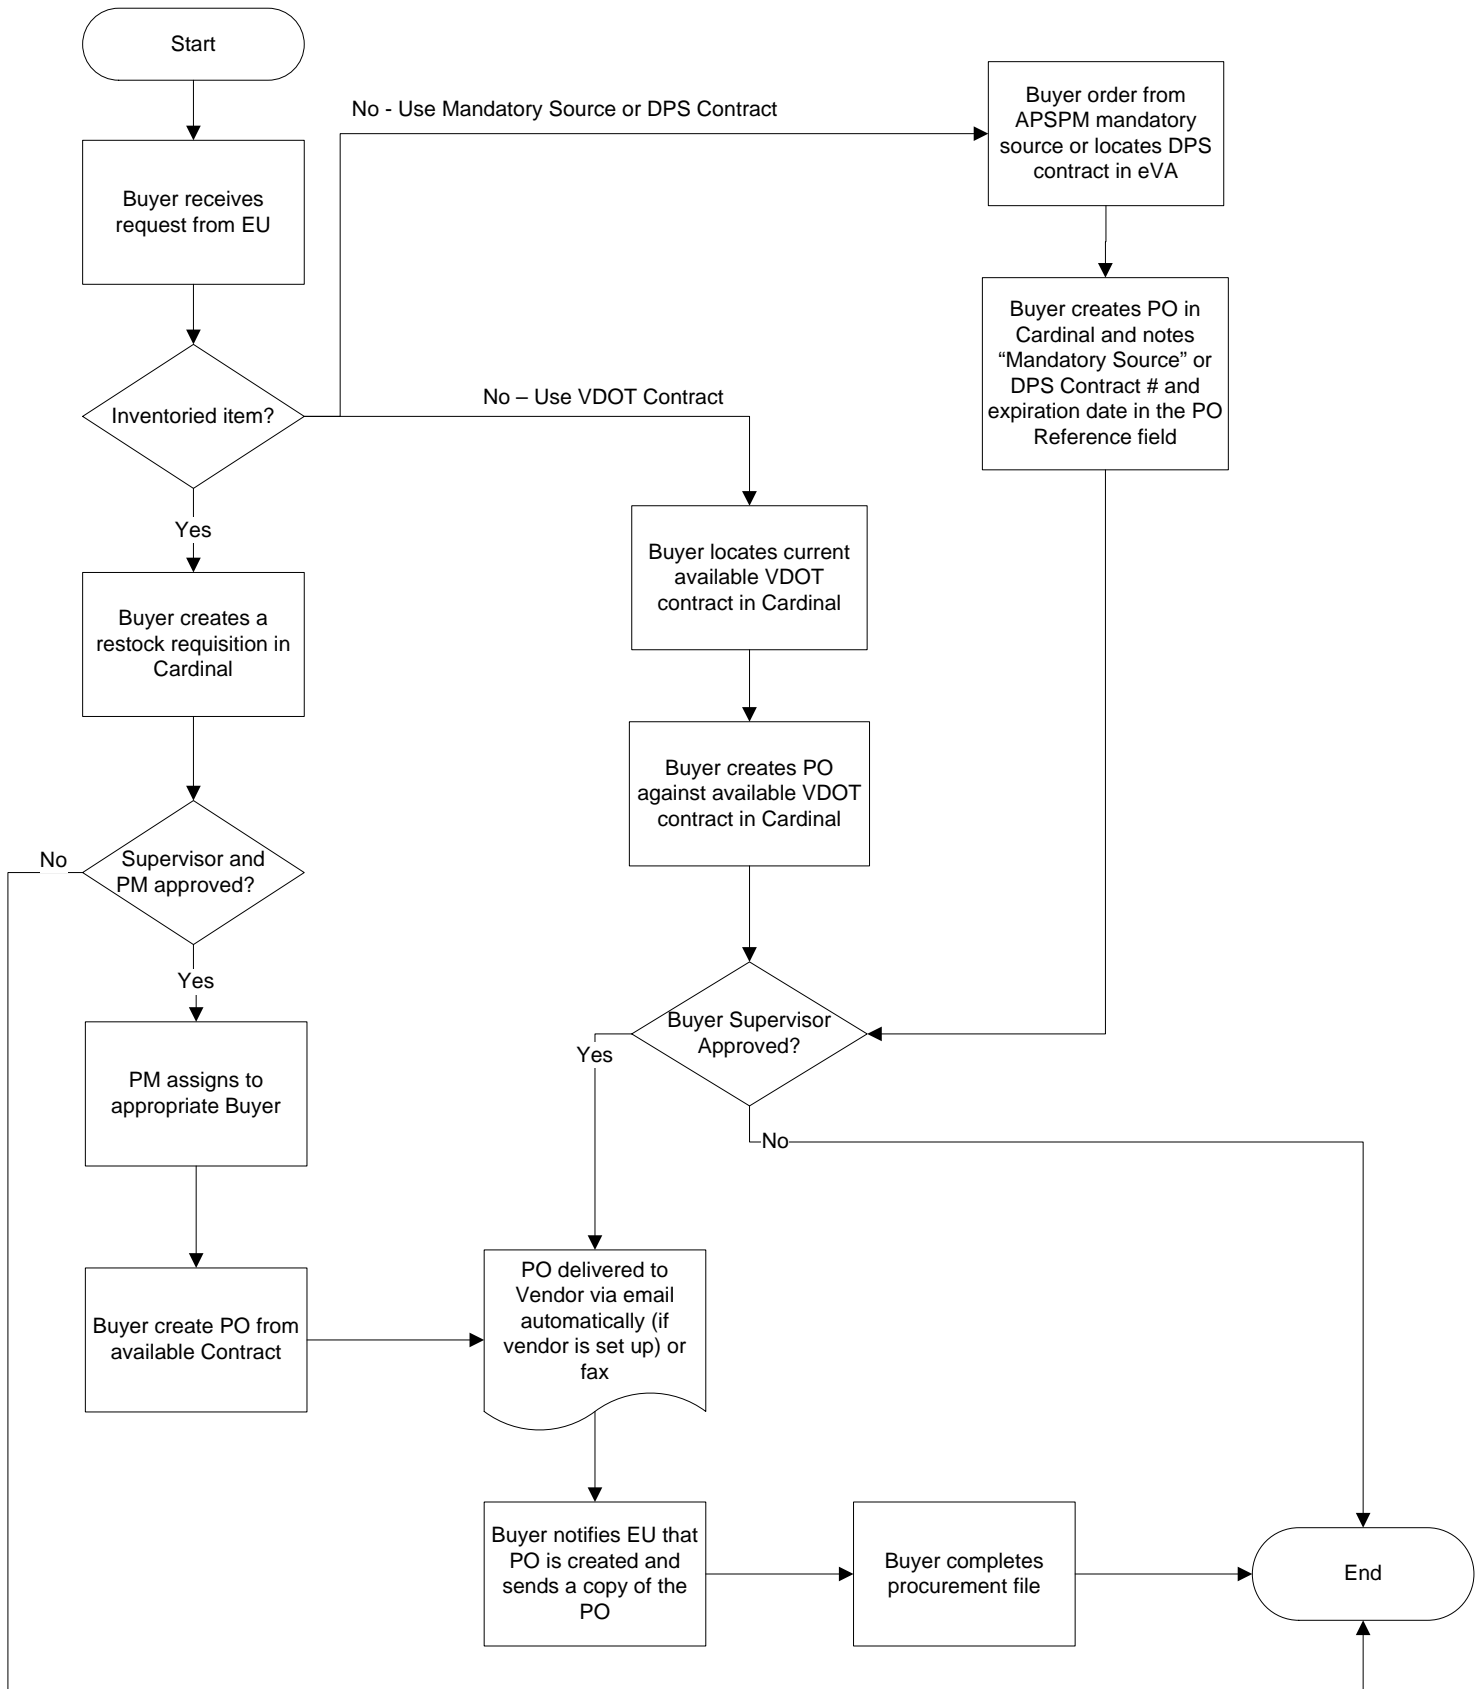 Start
No - Use Mandatory Source or DPS Contract
Buyer order from
APSPM mandatory
source or locates DPS
contract in eVA
Buyer receives
request from EU
Buyer creates PO in
Cardinal and notes
“Mandatory Source” or
DPS Contract # and
expiration date in the PO
Reference field
Inventoried item?
No – Use VDOT Contract
Yes
Buyer locates current
available VDOT
contract in Cardinal
Buyer creates a
restock requisition in
Cardinal
Buyer creates PO
against available VDOT
contract in Cardinal
No
Supervisor and
PM approved?
Yes
Buyer Supervisor
Approved?
Yes
No
PM assigns to
appropriate Buyer
Buyer create PO from
available Contract
PO delivered to
Vendor via email
automatically (if
vendor is set up) or
fax
Buyer notifies EU that
PO is created and
sends a copy of the
PO
Buyer completes
procurement file
End